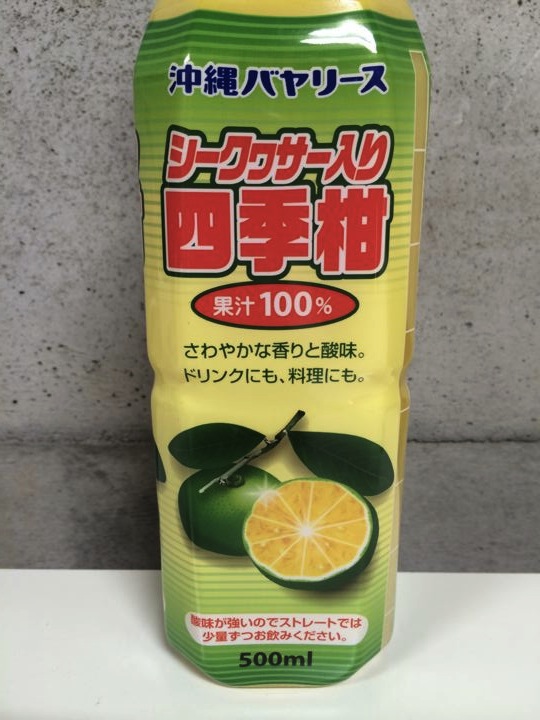 沖縄バヤリース
シークヮサー入り
四季柑
果汁100%
さわやかな香りと酸味。
ドリンクにも、料理にも。
酸味が強いのでストレートでは
少量ずつお飲みください。
500ml